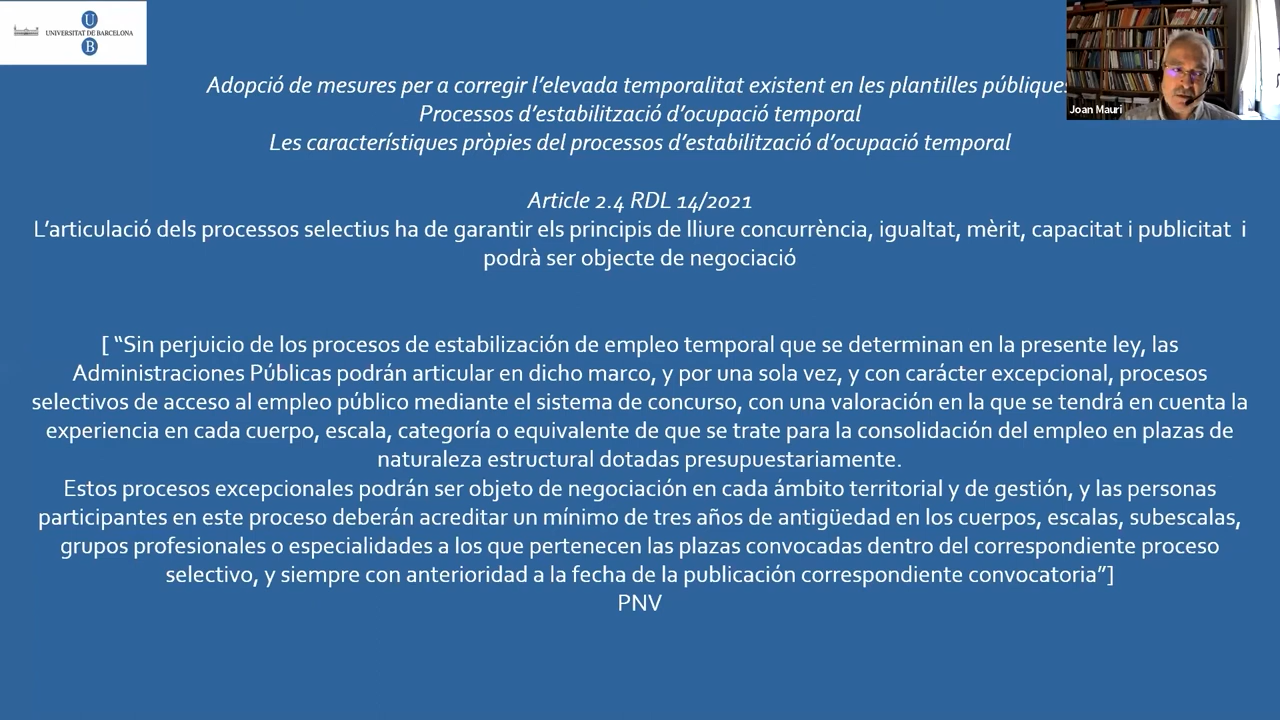 U
UNIVERSITAT DE BARCELONA
B
Adopció de mesures per a corregir l’elevada temporalitat existent en les plantilles públiques
Joan Mauri
Processos d’estabilització d’ocupació temporal
Les característiques pròpies del processos d’estabilització d’ocupació temporal
Article 2.4 RDL 14/2021
L’articulació dels processos selectius ha de garantir els principis de lliure concurrència, igualtat, mèrit, capacitat i publicitat i
podrà ser objecte de negociació
[ “Sin perjuicio de los procesos de estabilización de empleo temporal que se determinan en la presente ley, las
Administraciones Públicas podrán articular en dicho marco, y por una sola vez, y con carácter excepcional, procesos
selectivos de acceso al empleo público mediante el sistema de concurso, con una valoración en la que se tendrá en cuenta la
experiencia en cada cuerpo, escala, categoría o equivalente de que se trate para la consolidación del empleo en plazas de
naturaleza estructural dotadas presupuestariamente.
Estos procesos excepcionales podrán ser objeto de negociación en cada ámbito territorial y de gestión, y las personas
participantes en este proceso deberán acreditar un mínimo de tres años de antigüedad en los cuerpos, escalas, subescalas,
grupos profesionales o especialidades a los que pertenecen las plazas convocadas dentro del correspondiente proceso
selectivo, y siempre con anterioridad a la fecha de la publicación correspondiente convocatoria”]
PNV